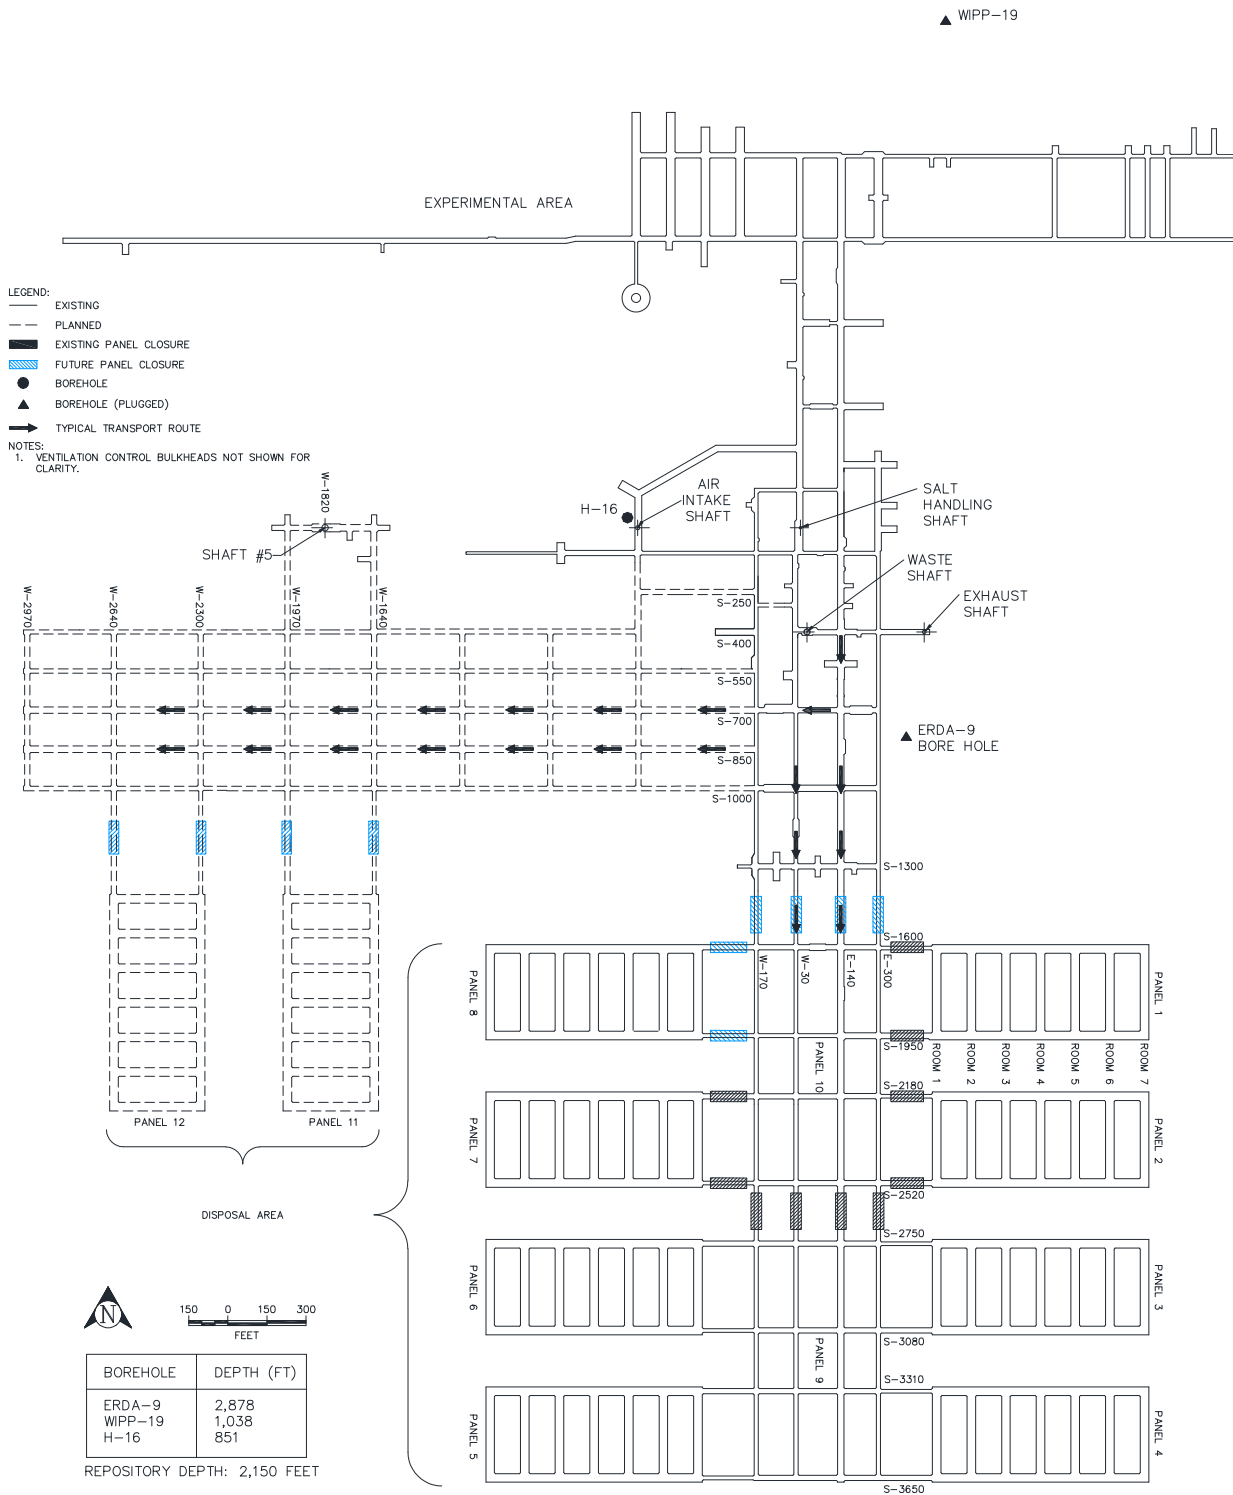 WIPP-19
EXPERIMENTAL AREA
LEGEND:
EXISTING
PLANNED
EXISTING PANEL CLOSURE
FUTURE PANEL CLOSURE
BOREHOLE
BOREHOLE (PLUGGED)
TYPICAL TRANSPORT ROUTE
NOTES:
1. VENTILATION CONTROL BULKHEADS NOT SHOWN FOR
CLARITY.
W-1820
SHAFT #5
H-16
AIR
INTAKE
SHAFT
SALT
HANDLING
SHAFT
WASTE
SHAFT
EXHAUST
SHAFT
W-2970
W-2640
W-2300
W-1970
W-1640
S-250
S-400
S-550
S-700
S-850
S-1000
ERDA-9
BORE HOLE
S-1300
S-1600
W-170
W-30
E-140
E-300
PANEL 8
PANEL 1
S-1950
S-2180
PANEL 10
ROOM 1
ROOM 2
ROOM 3
ROOM 4
ROOM 5
ROOM 6
ROOM 7
PANEL 12
PANEL 11
PANEL 7
PANEL 2
S-2520
S-2750
DISPOSAL AREA
PANEL 6
PANEL 3
S-3080
PANEL 9
S-3310
PANEL 5
PANEL 4
S-3650
N
150 0 150 300
FEET
BOREHOLE DEPTH (FT)
ERDA-9 2,878
WIPP-19 1,038
H-16 851
REPOSITORY DEPTH: 2,150 FEET